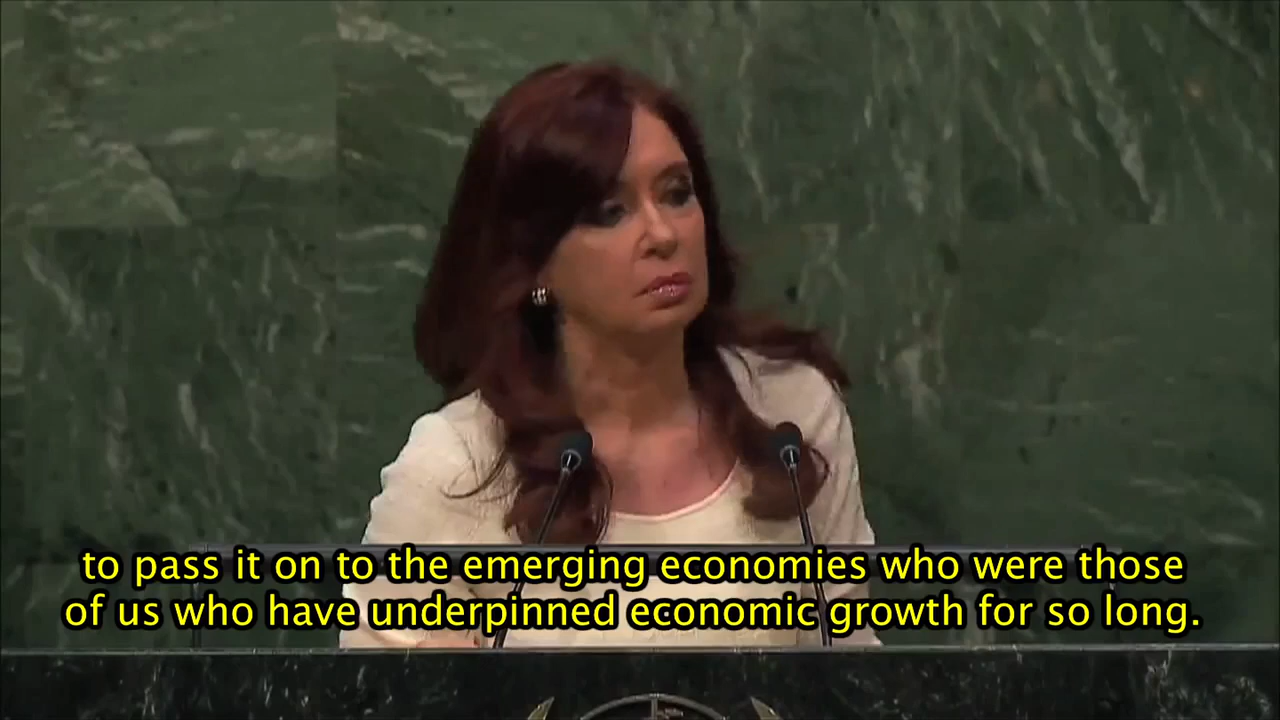 to pass it on to the emerging economies who were those
of us who have underpinned economic growth for so long.